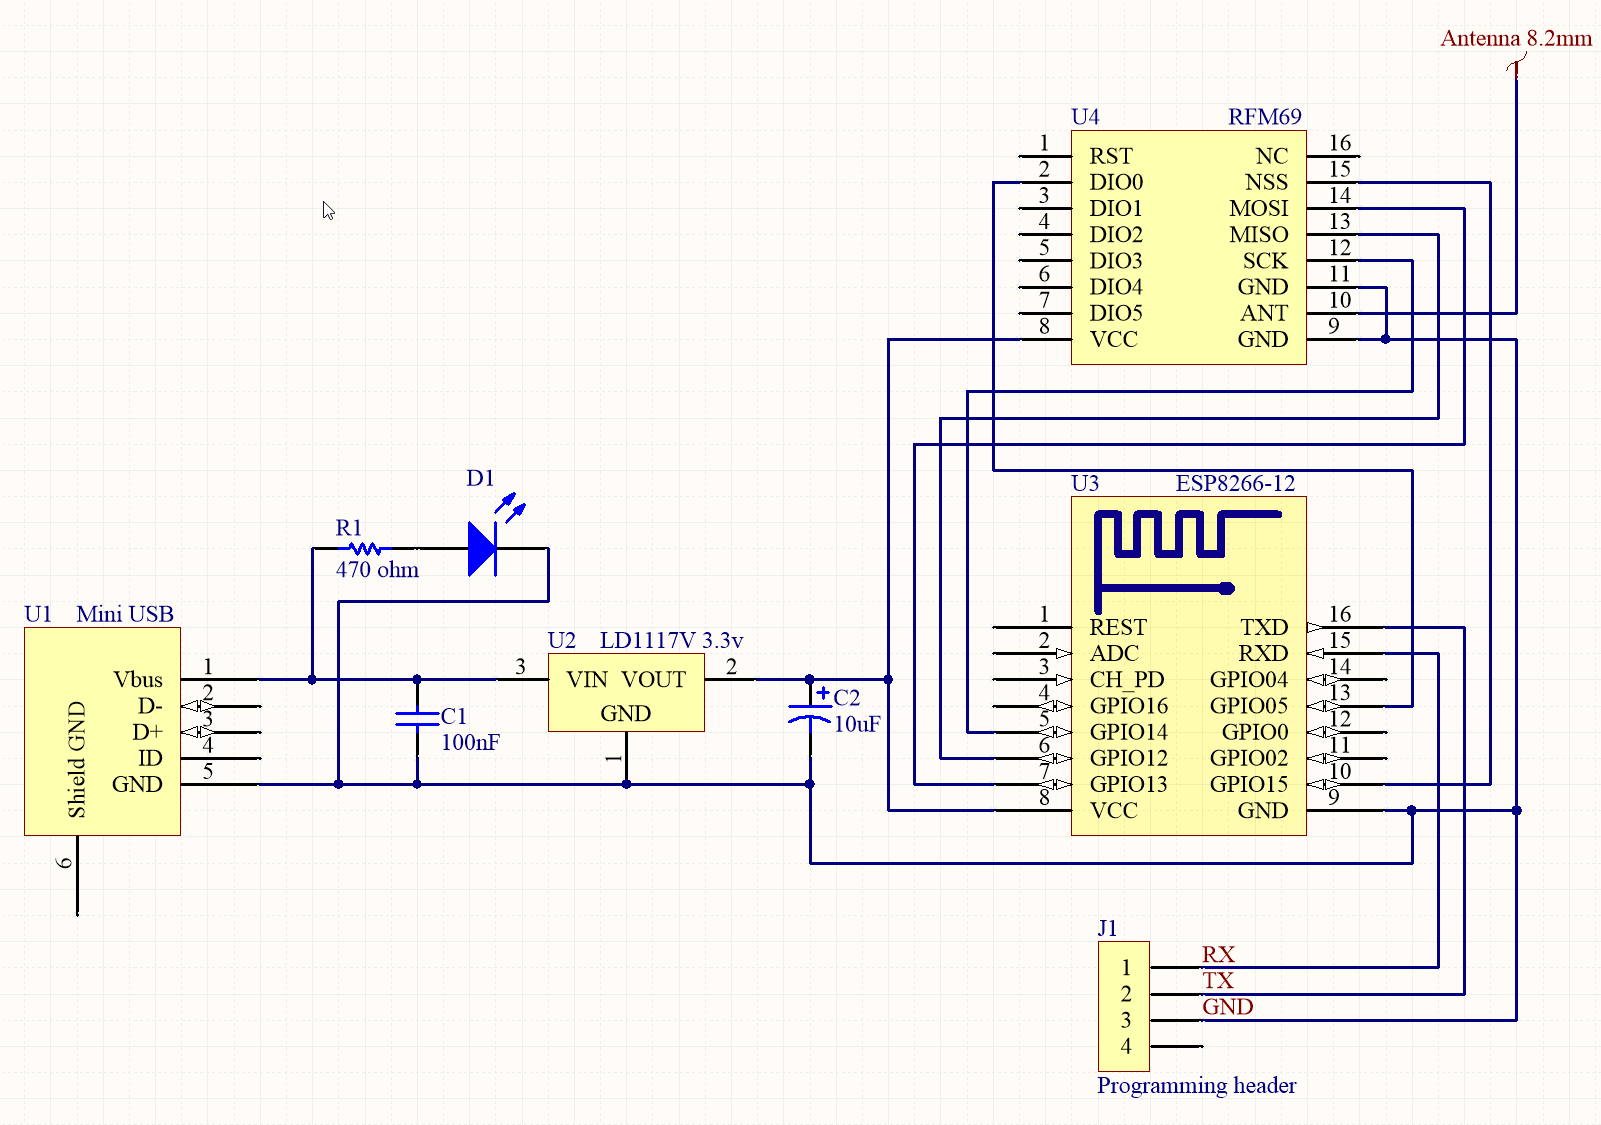 Antenna 8.2mm
U4 RFM69
1 RST NC 16
2 DIO0 NSS 15
3 DIO1 MOSI 14
4 DIO2 MISO 13
5 DIO3 SCK 12
6 DIO4 GND 11
7 DIO5 ANT 10
8 VCC GND 9
D1
R1
470 ohm
U1 Mini USB
Vbus 1
D- 2
D+ 3
ID 4
GND 5
Shield GND
6
U2 LD1117V 3.3v
3 VIN VOUT 2
GND
1
C1
100nF
+ C2
10uF
U3 ESP8266-12
1 REST TXD 16
2 ADC RXD 15
3 CH_PD GPIO04 14
4 GPIO16 GPIO05 13
5 GPIO14 GPIO0 12
6 GPIO12 GPIO02 11
7 GPIO13 GPIO15 10
8 VCC GND 9
J1
1 RX
2 TX
3 GND
4
Programming header